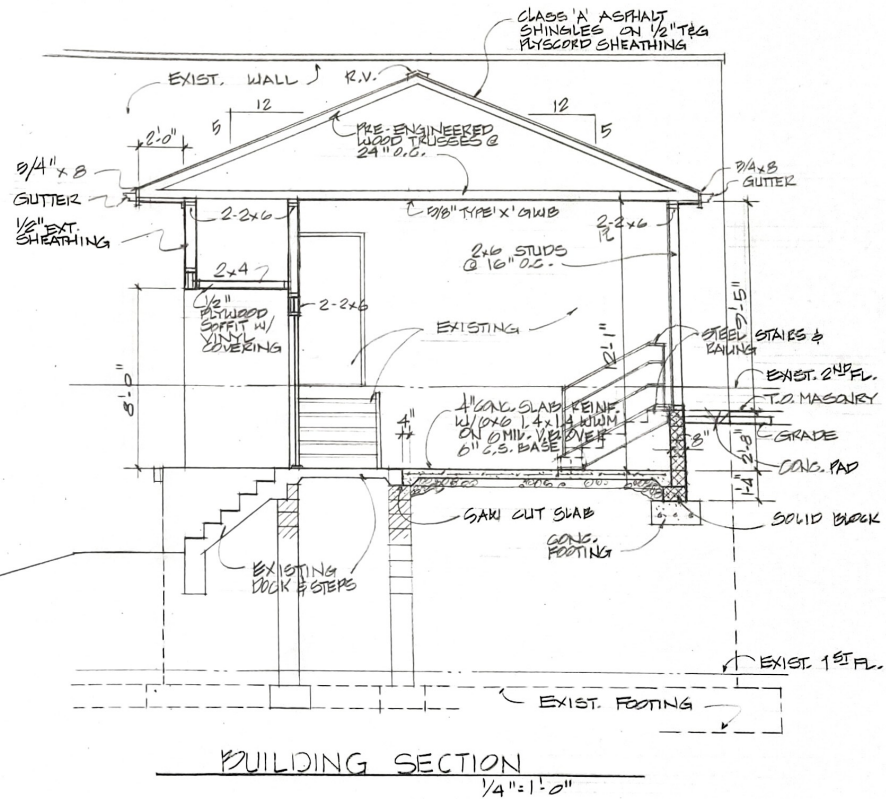 CLASS 'A' ASPHALT
SHINGLES ON 1/2" T&G
PLYSCORD SHEATHING
EXIST. WALL
R.V.
12
5
12
5
PRE-ENGINEERED
WOOD TRUSSES @
24" O.C.
2'-0"
5/4" x 8
GUTTER
1/2" EXT.
SHEATHING
5/4x8
GUTTER
2-2x6
5/8" TYPE 'X' GWB
2-2x6
PL
2x6 STUDS
@ 16" O.C.
2x4
1/2"
PLYWOOD
SOFFIT W/
VINYL
COVERING
2-2x6
EXISTING
12'-1"
9'-5"
STEEL STAIRS &
RAILING
8'-0"
EXIST. 2ND FL.
T.O. MASONRY
4" CONC. SLAB REINF.
W/ 6x6 1.4 x 1.4 WWM
ON 6 MIL. V.B. OVER
6" C.S. BASE
4"
8"
2'-8"
1'-4"
GRADE
CONC. PAD
SAW CUT SLAB
SOLID BLOCK
CONC.
FOOTING
EXISTING
DOCK & STEPS
EXIST. 1ST FL.
EXIST. FOOTING
BUILDING SECTION
1/4"=1'-0"